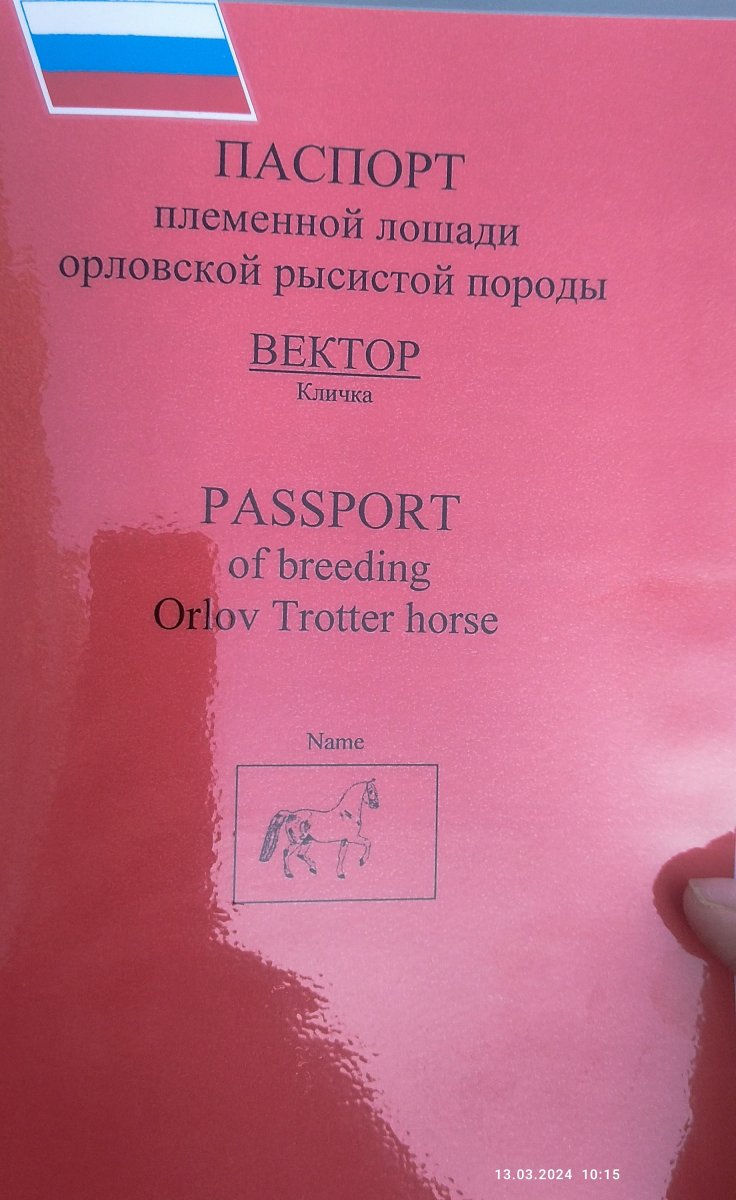 ПАСПОРТ
племенной лошади
орловской рысистой породы
ВЕКТОР
Кличка
PASSPORT
of breeding
Orlov Trotter horse
Name
13.03.2024 10:15